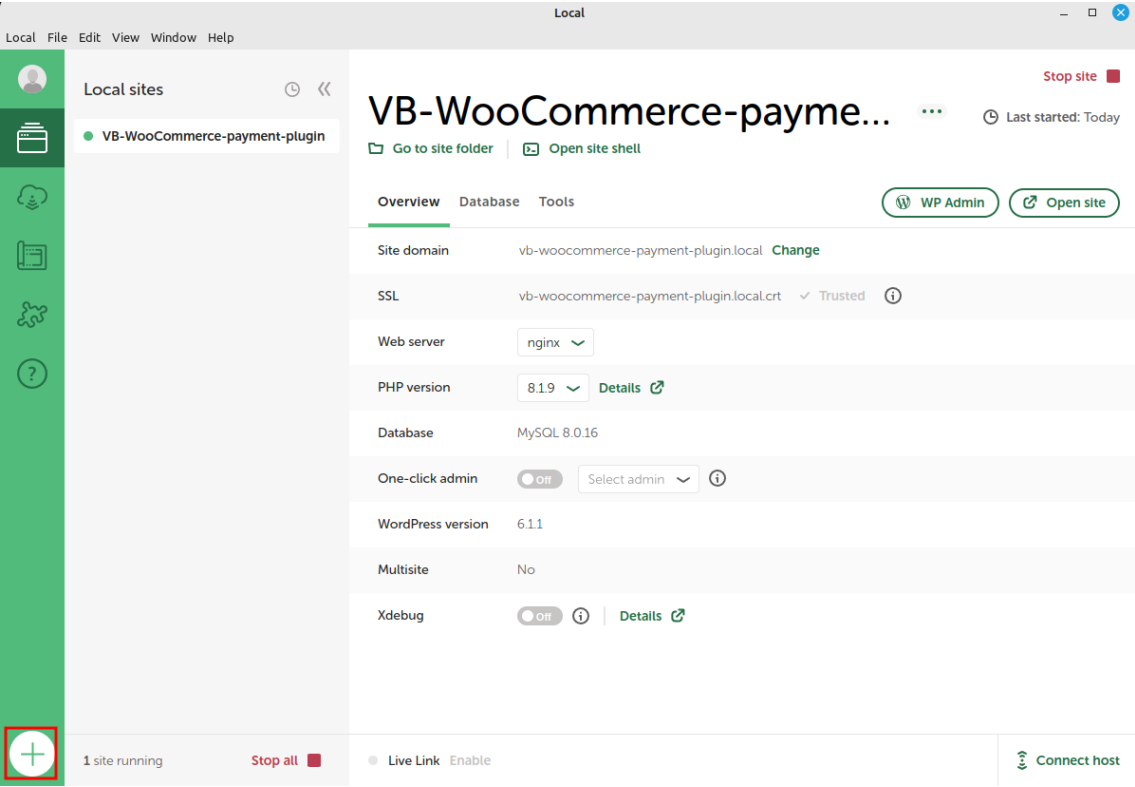 Local
Local File Edit View Window Help
Local sites
VB-WooCommerce-payment-plugin
1 site running
Stop all
Stop site
VB-WooCommerce-payme...
Last started: Today
Go to site folder
Open site shell
Overview Database Tools
WP Admin
Open site
Site domain vb-woocommerce-payment-plugin.local Change
SSL vb-woocommerce-payment-plugin.local.crt Trusted
Web server nginx
PHP version 8.1.9 Details
Database MySQL 8.0.16
One-click admin Off Select admin
WordPress version 6.1.1
Multisite No
Xdebug Off Details
Live Link Enable
Connect host